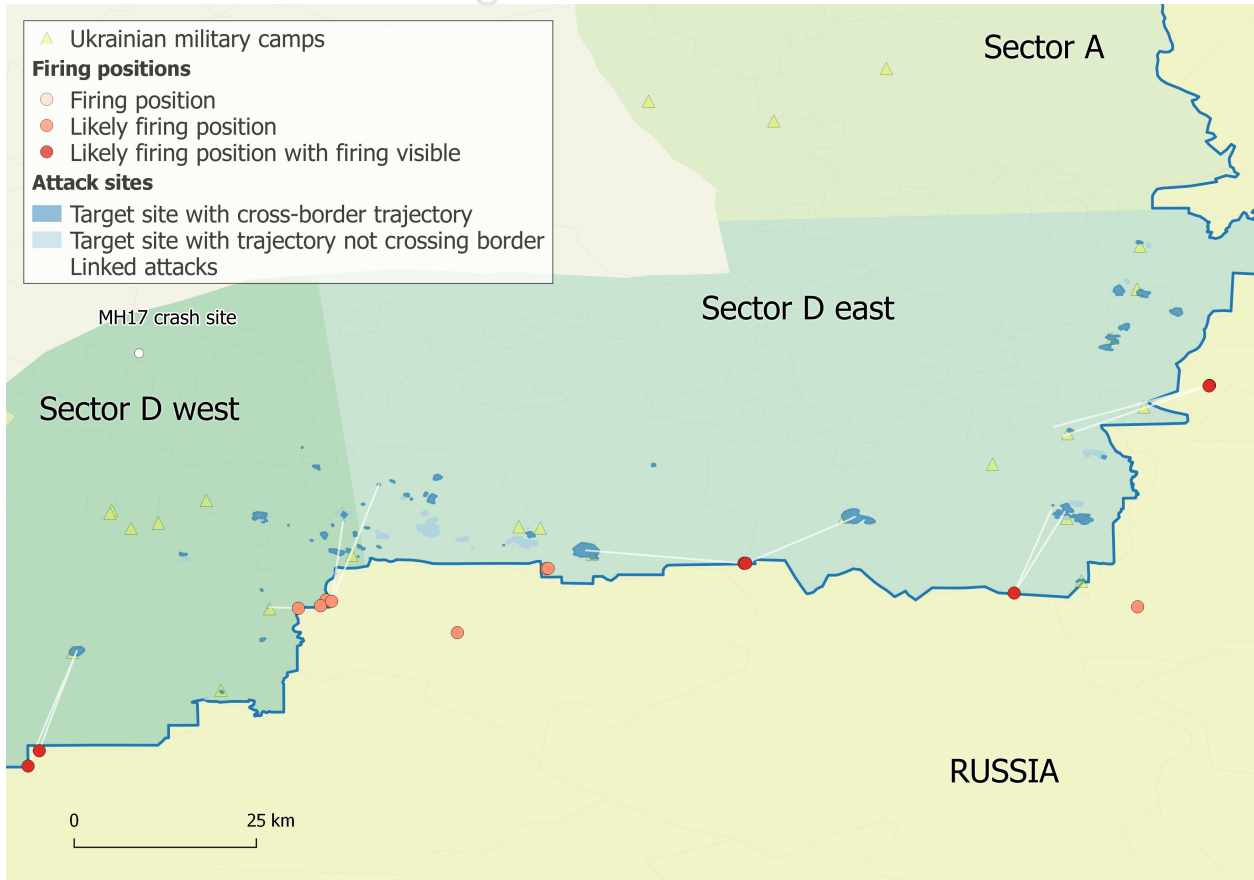 Ukrainian military camps
Firing positions
Firing position
Likely firing position
Likely firing position with firing visible
Attack sites
Target site with cross-border trajectory
Target site with trajectory not crossing border
Linked attacks
Sector A
Sector D east
MH17 crash site
Sector D west
RUSSIA
0 25 km